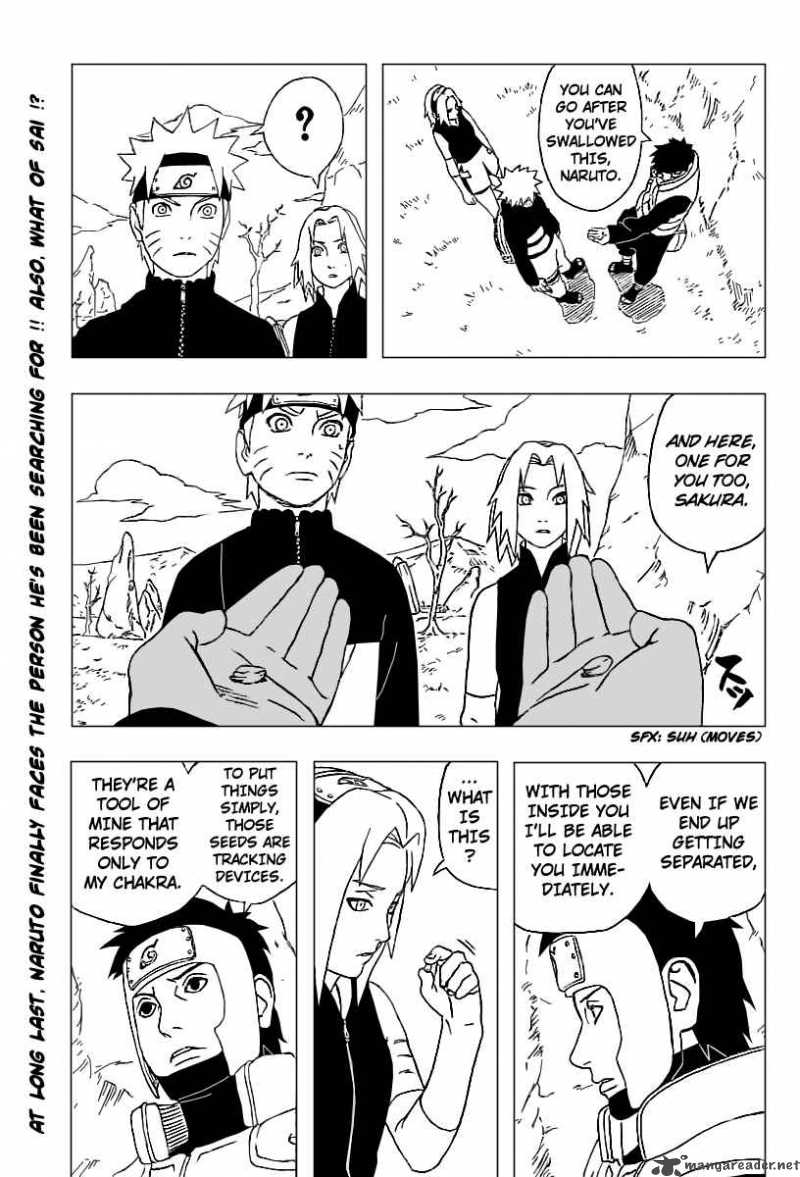 AT LONG LAST, NARUTO FINALLY FACES THE PERSON HE'S BEEN SEARCHING FOR !! ALSO, WHAT OF SAI !?
YOU CAN
GO AFTER
YOU'VE
SWALLOWED
THIS,
NARUTO.
?
AND HERE,
ONE FOR
YOU TOO,
SAKURA.
スッ
SFX: SUH (MOVES)
EVEN IF WE
END UP
GETTING
SEPARATED,
WITH THOSE
INSIDE YOU
I'LL BE ABLE
TO LOCATE
YOU IMME-
DIATELY.
...
WHAT
IS
THIS
?
TO PUT
THINGS
SIMPLY,
THOSE
SEEDS ARE
TRACKING
DEVICES.
THEY'RE A
TOOL OF
MINE THAT
RESPONDS
ONLY TO
MY CHAKRA.
mangareader.net